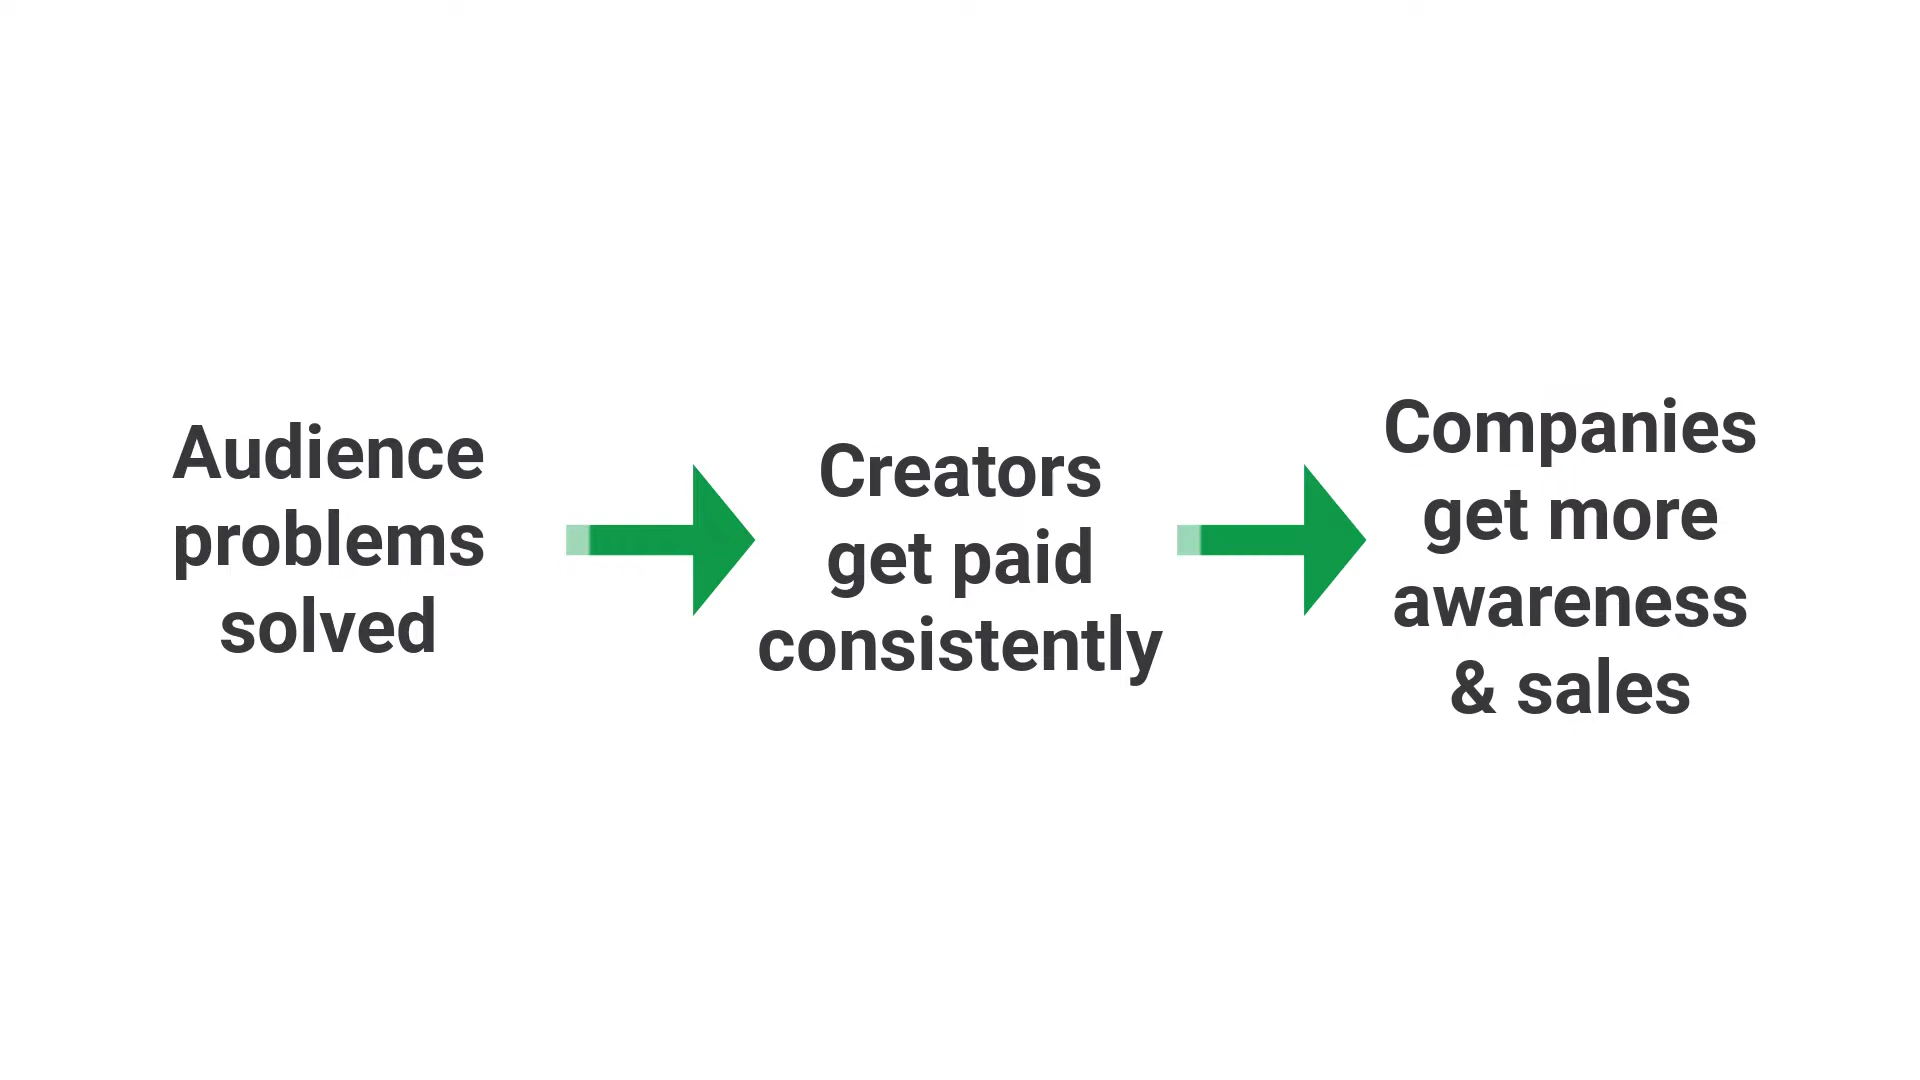 Audience
problems
solved
Creators
get paid
consistently
Companies
get more
awareness
& sales